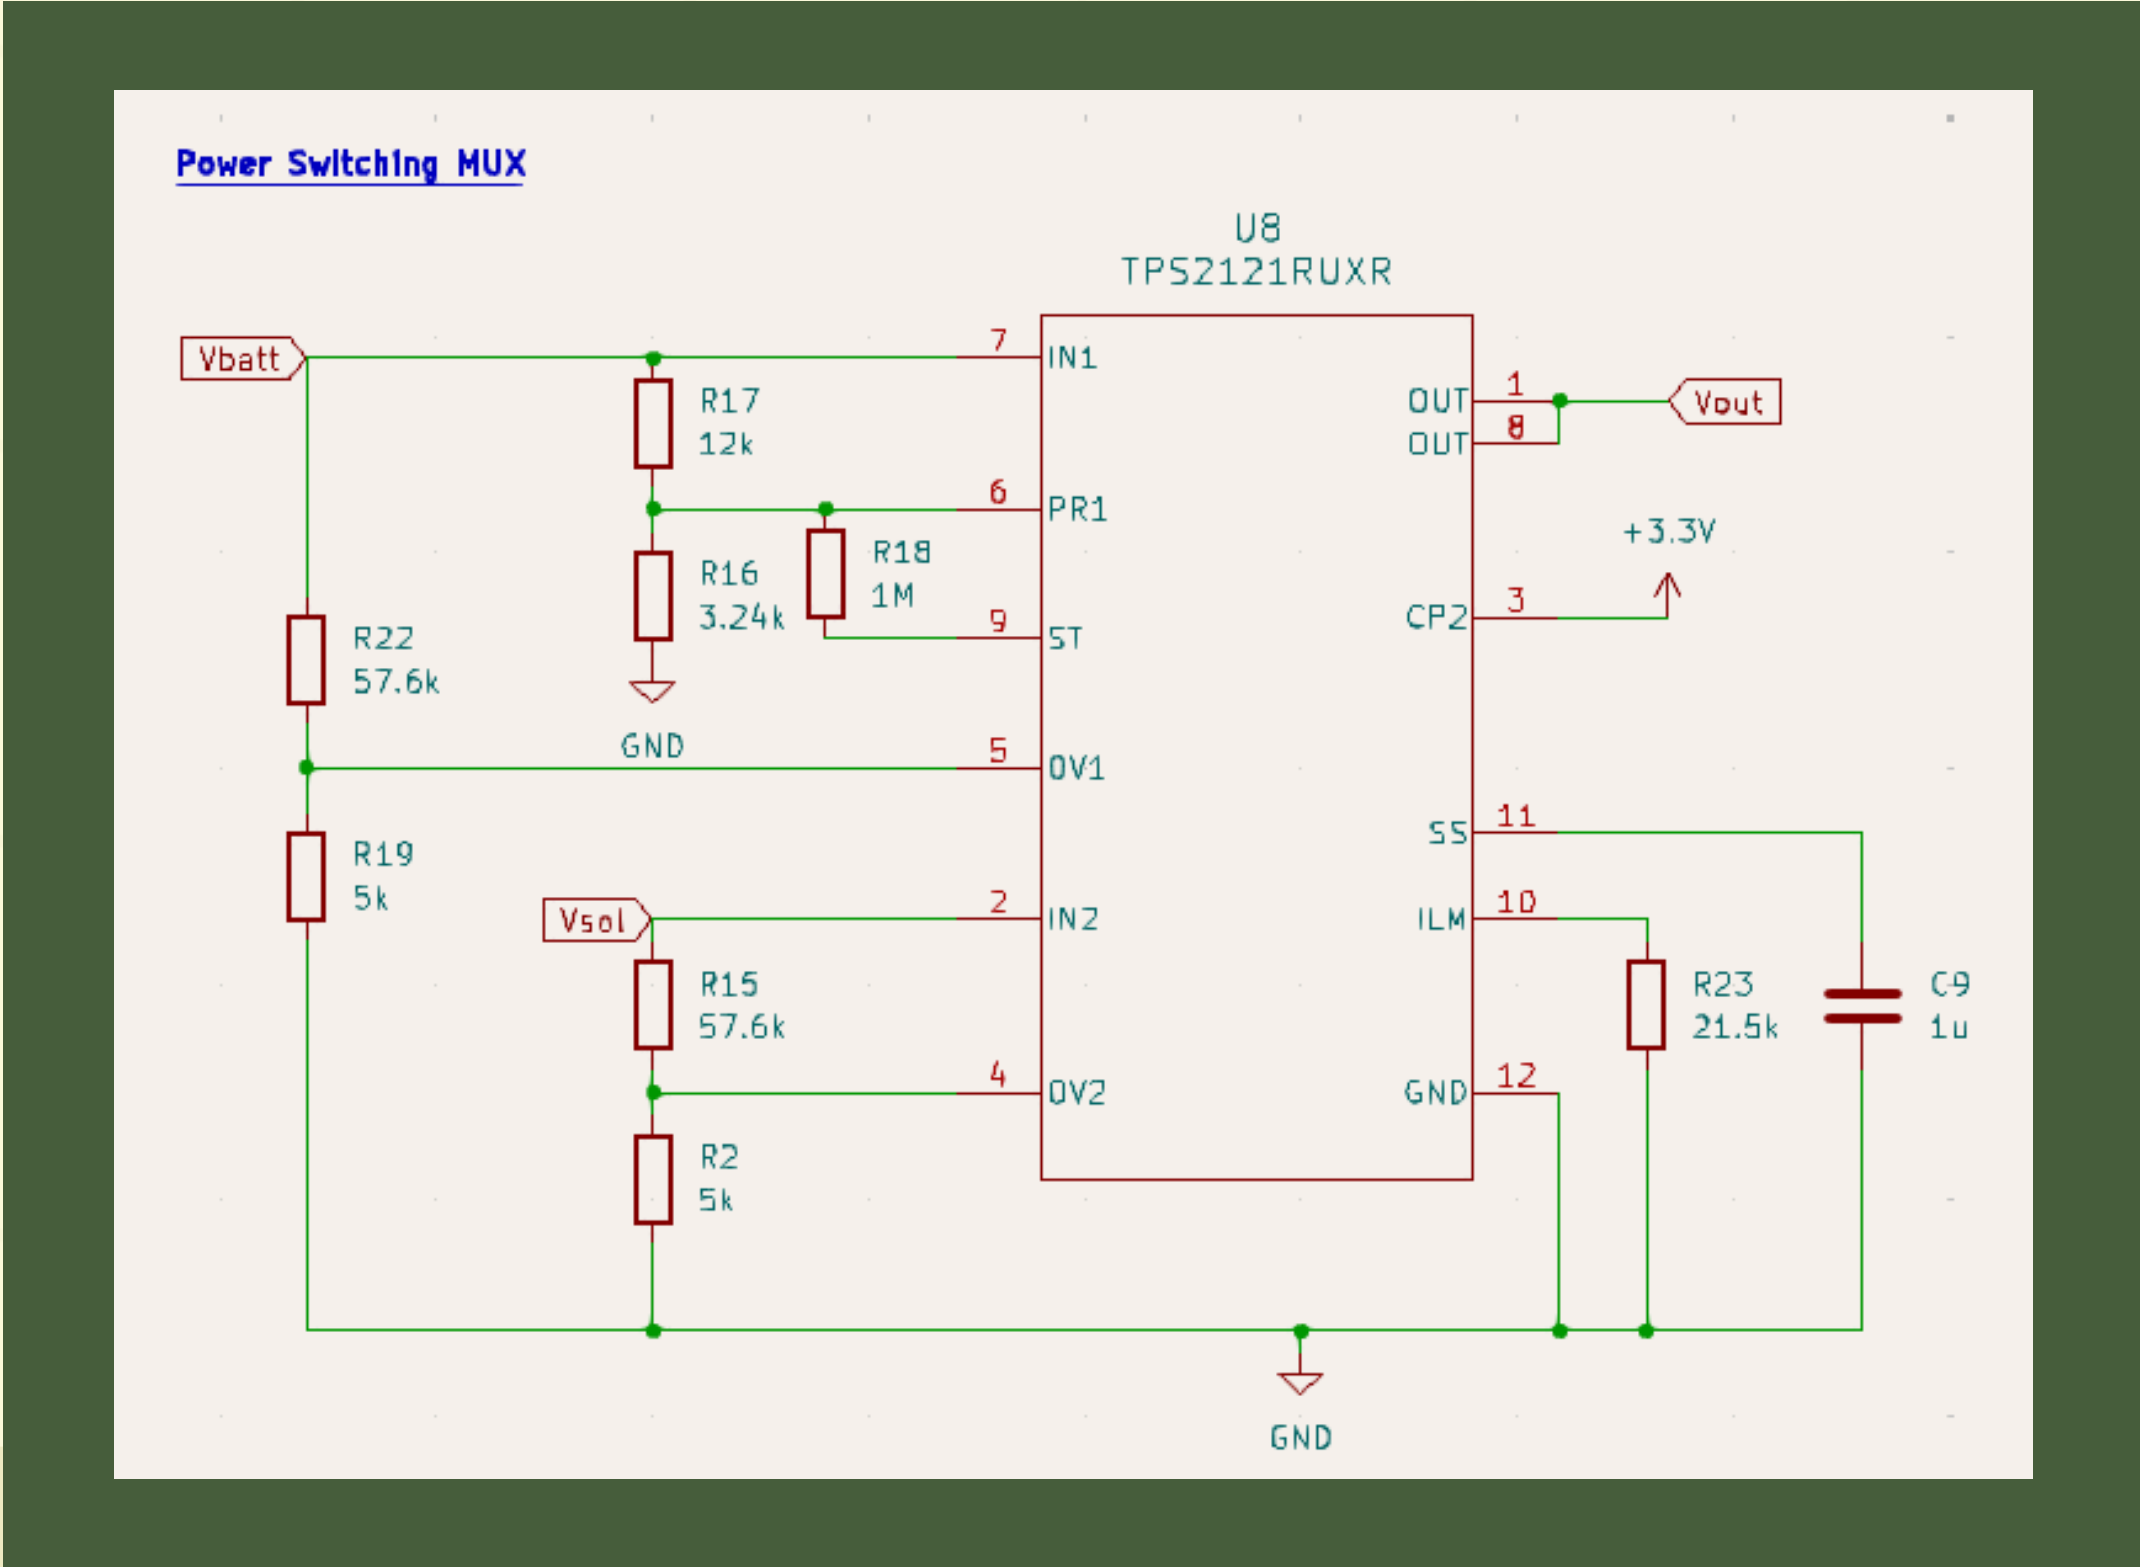 Power Switching MUX
U8
TPS2121RUXR
Vbatt
7
IN1
R17
12k
OUT
1
Vout
OUT
8
6
PR1
+3.3V
R18
1M
R16
3.24k
CP2
3
9
ST
R22
57.6k
GND
5
OV1
SS
11
R19
5k
Vsol
2
IN2
ILM
10
R15
57.6k
R23
21.5k
C9
1u
4
OV2
GND
12
R2
5k
GND